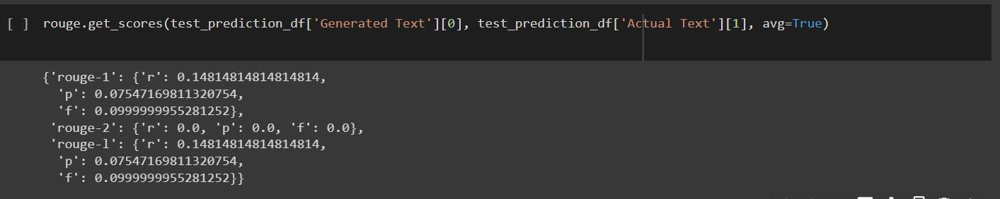 [ ] rouge.get_scores(test_prediction_df['Generated Text'][0], test_prediction_df['Actual Text'][1], avg=True)
{'rouge-1': {'r': 0.14814814814814814,
'p': 0.07547169811320754,
'f': 0.0999999955281252},
'rouge-2': {'r': 0.0, 'p': 0.0, 'f': 0.0},
'rouge-l': {'r': 0.14814814814814814,
'p': 0.07547169811320754,
'f': 0.0999999955281252}}